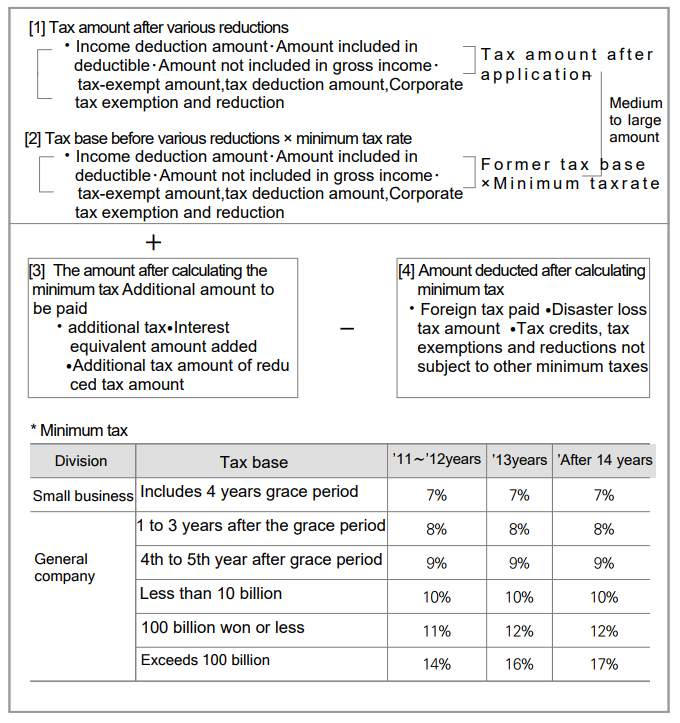 [1] Tax amount after various reductions
· Income deduction amount·Amount included in
deductible·Amount not included in gross income·
tax-exempt amount,tax deduction amount,Corporate
tax exemption and reduction
Tax amount after
application
Medium
to large
amount
[2] Tax base before various reductions × minimum tax rate
· Income deduction amount·Amount included in
deductible·Amount not included in gross income·
tax-exempt amount,tax deduction amount,Corporate
tax exemption and reduction
Former tax base
×Minimum taxrate
+
[3] The amount after calculating the
minimum tax Additional amount to
be paid
· additional tax•Interest
equivalent amount added
•Additional tax amount of redu
ced tax amount
−
[4] Amount deducted after calculating
minimum tax
· Foreign tax paid •Disaster loss
tax amount •Tax credits, tax
exemptions and reductions not
subject to other minimum taxes
* Minimum tax
Division Tax base ’11∼’12years ’13years ’After 14 years
Small business Includes 4 years grace period 7% 7% 7%
General
company
1 to 3 years after the grace period 8% 8% 8%
4th to 5th year after grace period 9% 9% 9%
Less than 10 billion 10% 10% 10%
100 billion won or less 11% 12% 12%
Exceeds 100 billion 14% 16% 17%